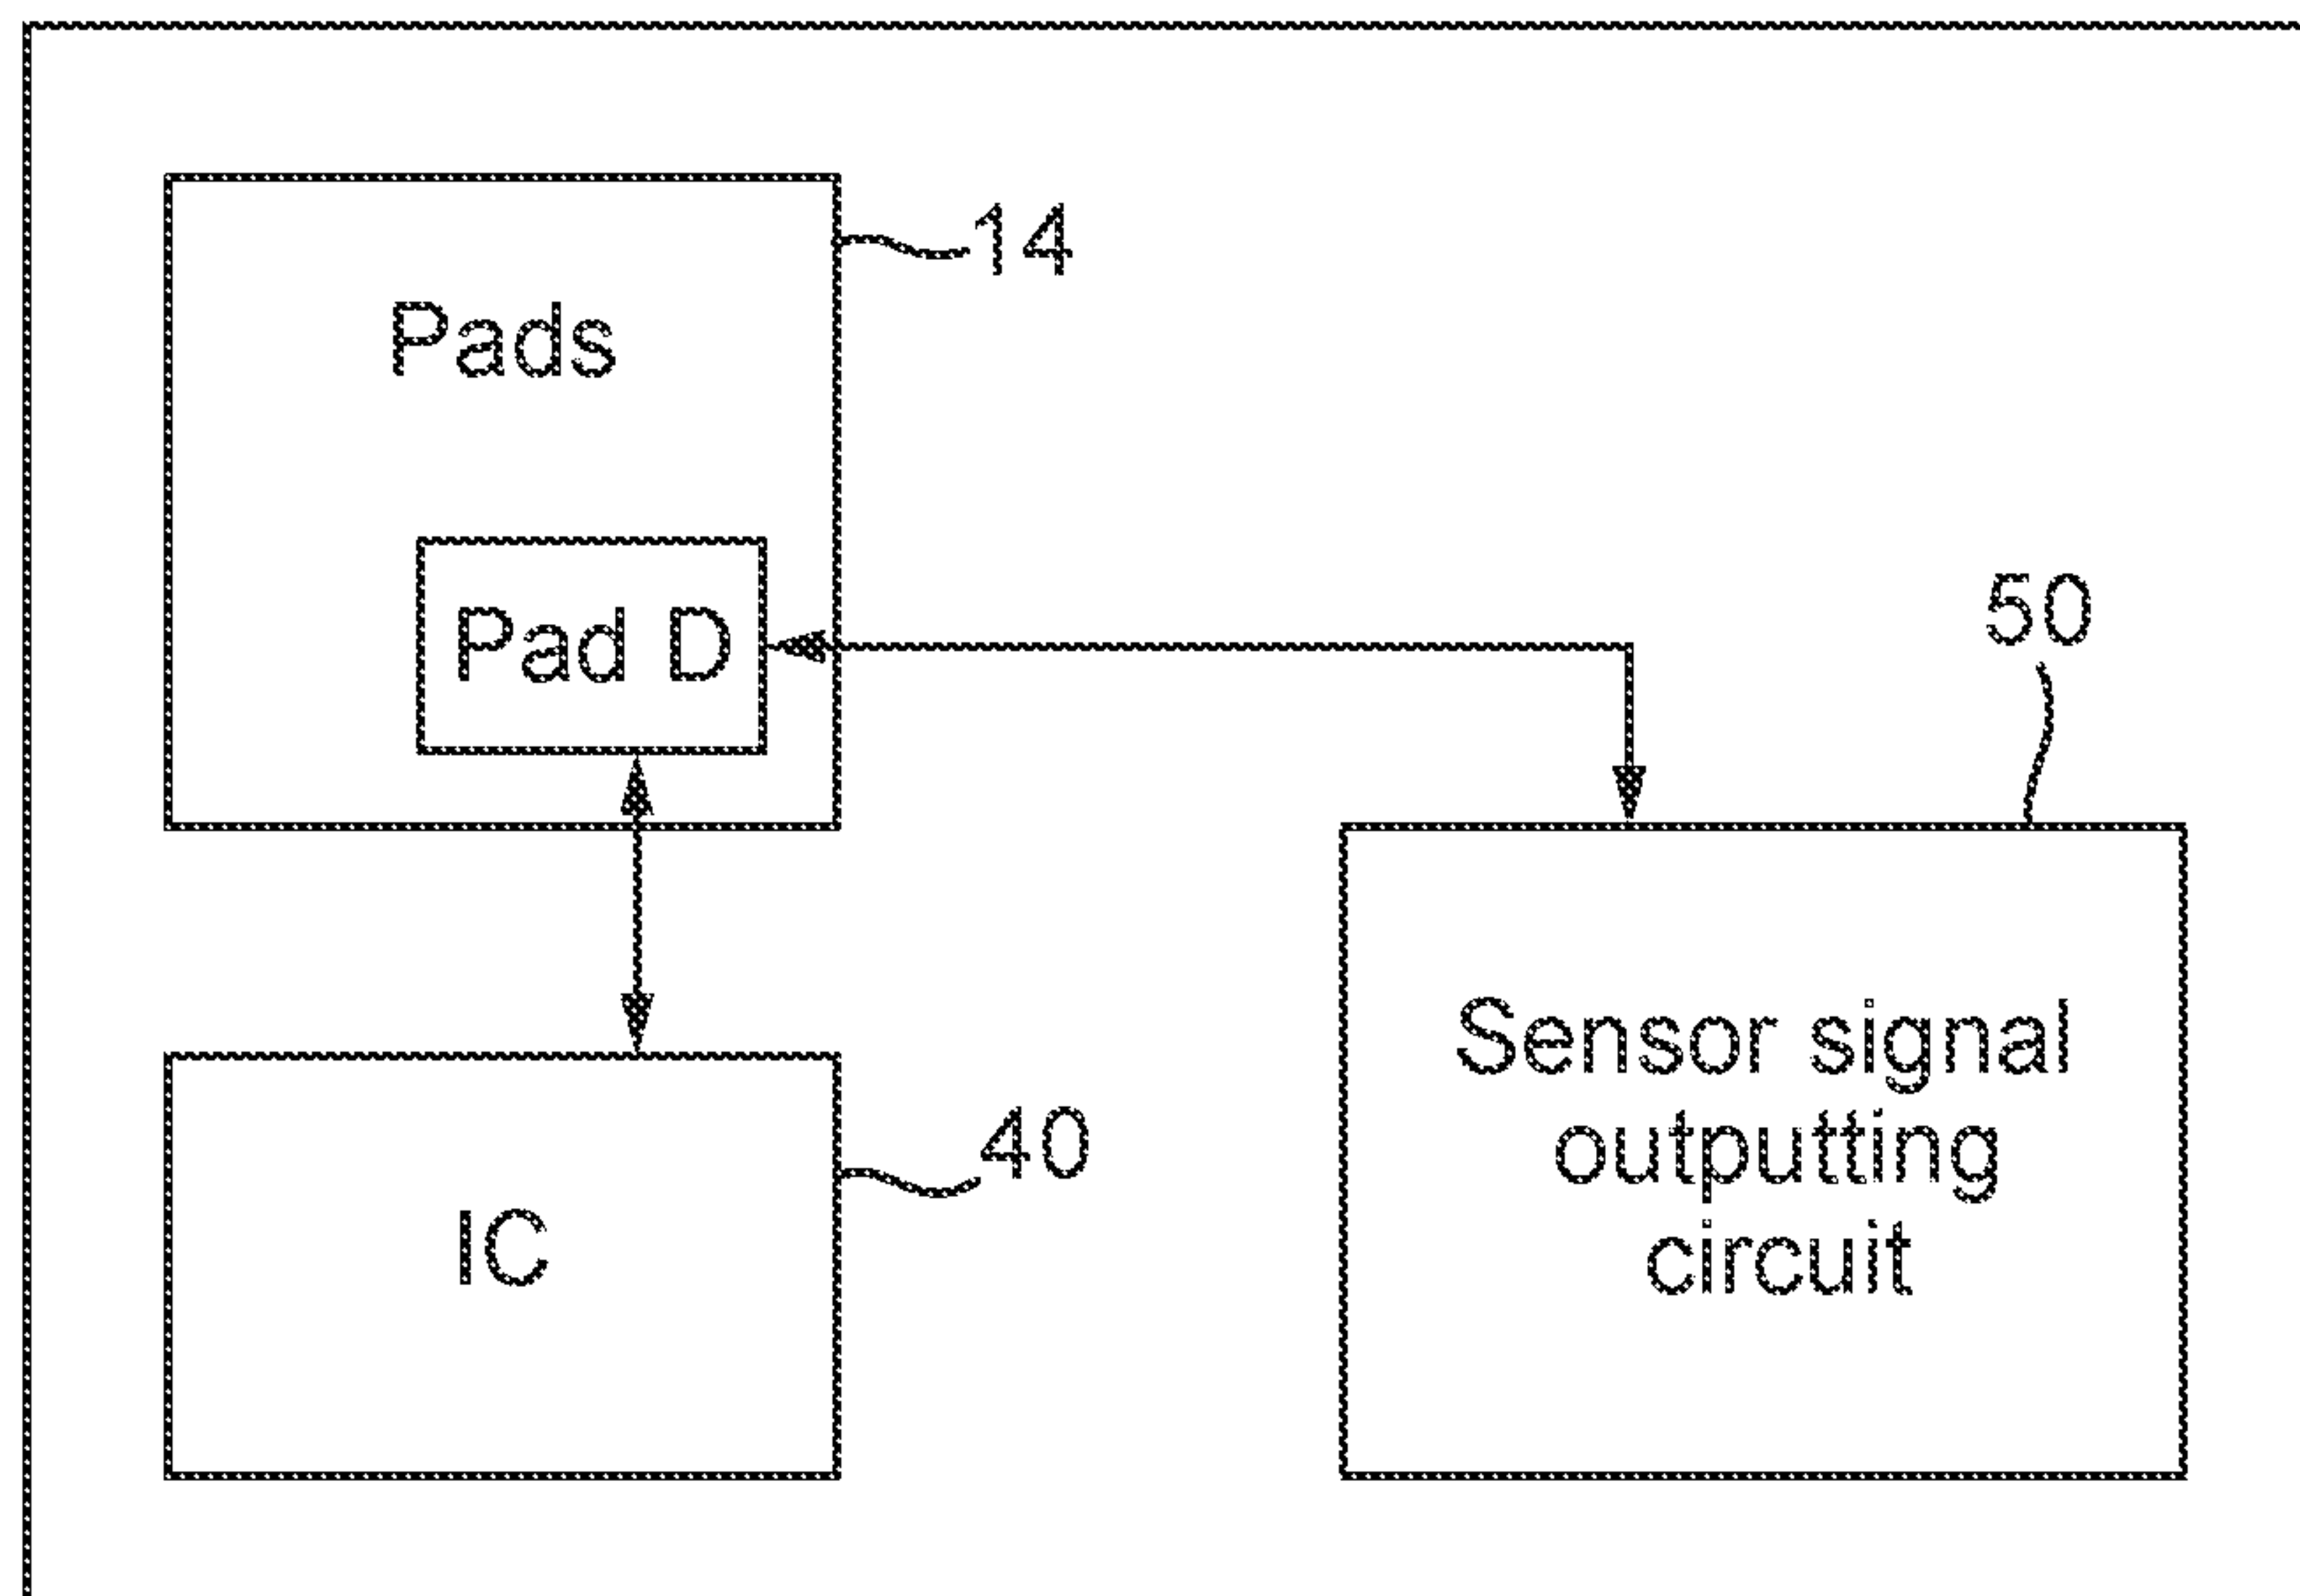 14
Pads
Pad D
50
Sensor signal
outputting
circuit
40
IC